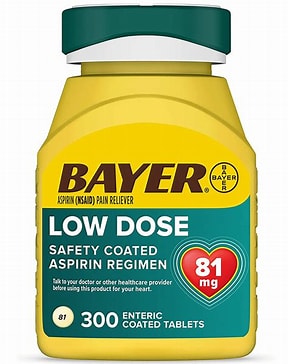 BAYER
BAYER
BAYER
ASPIRIN (NSAID) PAIN RELIEVER
LOW DOSE
SAFETY COATED
ASPIRIN REGIMEN
81
mg
Talk to your doctor or other healthcare provider
before using this product for your heart.
81
300 ENTERIC
COATED TABLETS